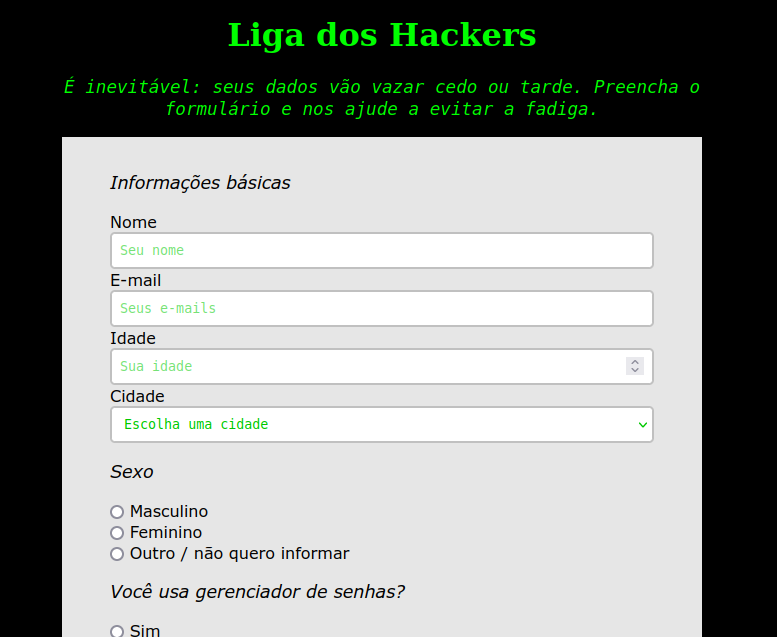 Liga dos Hackers
É inevitável: seus dados vão vazar cedo ou tarde. Preencha o
formulário e nos ajude a evitar a fadiga.
Informações básicas
Nome
Seu nome
E-mail
Seus e-mails
Idade
Sua idade
Cidade
Escolha uma cidade
Sexo
Masculino
Feminino
Outro / não quero informar
Você usa gerenciador de senhas?
Sim